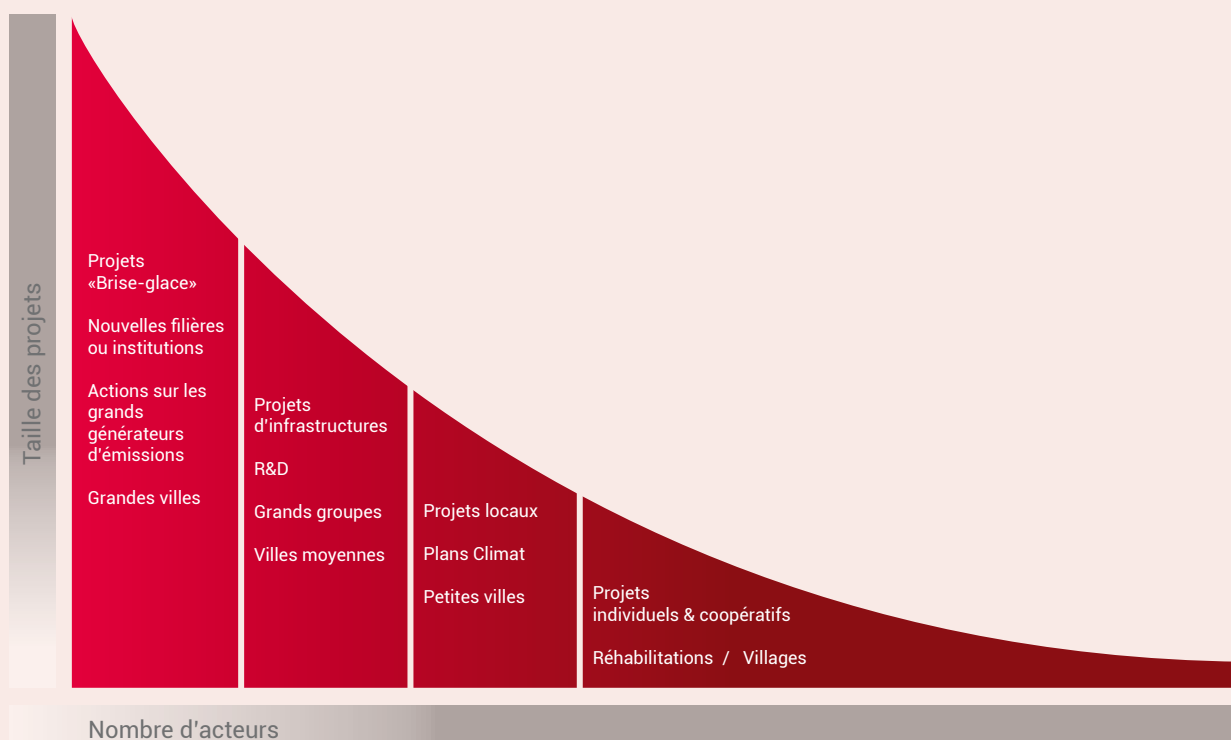 Taille des projets
Projets
«Brise-glace»
Nouvelles filières
ou institutions
Actions sur les
grands
générateurs
d'émissions
Grandes villes
Projets
d'infrastructures
R&D
Grands groupes
Villes moyennes
Projets locaux
Plans Climat
Petites villes
Projets
individuels & coopératifs
Réhabilitations / Villages
Nombre d'acteurs